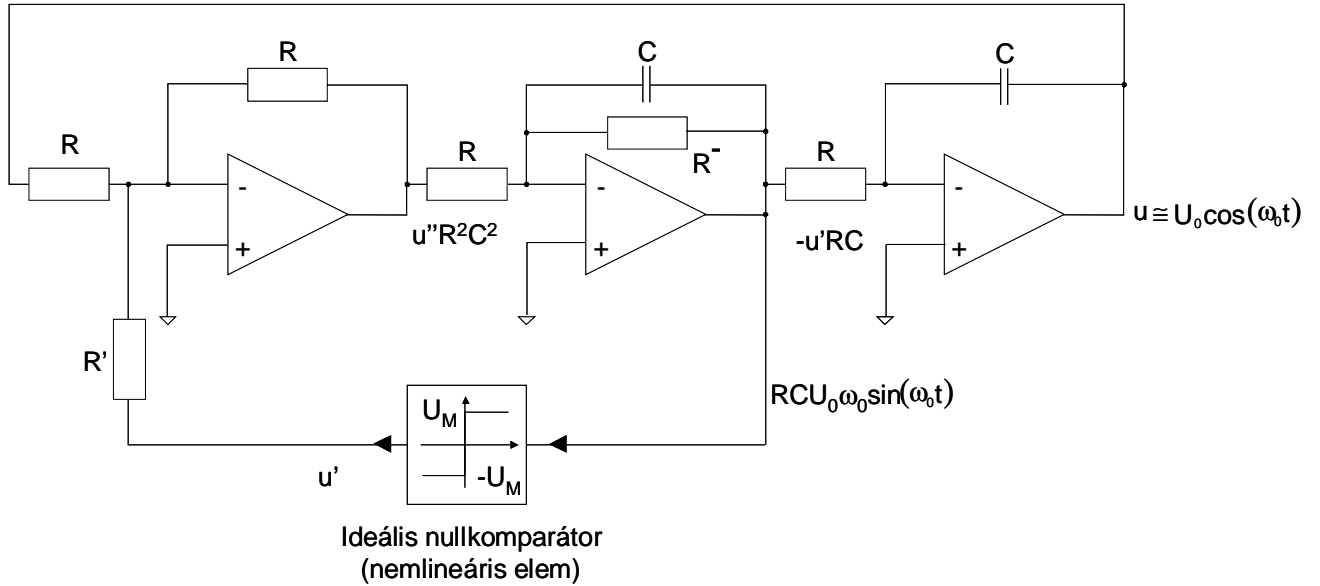 R
C
C
R
R
R⁻
R
-
+
-
+
-
+
u''R²C²
-u'RC
u ≅ U₀cos(ω₀t)
R'
U_M
-U_M
RCU₀ω₀sin(ω₀t)
u'
Ideális nullkomparátor
(nemlineáris elem)